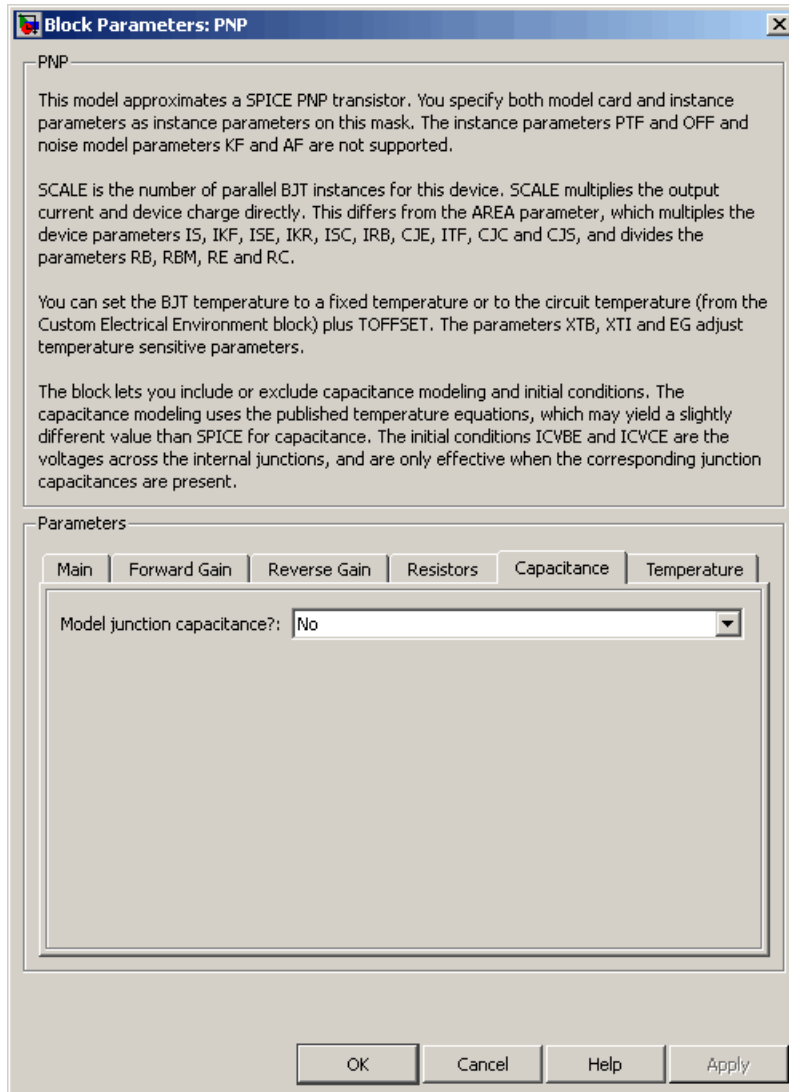 Block Parameters: PNP
PNP
This model approximates a SPICE PNP transistor. You specify both model card and instance
parameters as instance parameters on this mask. The instance parameters PTF and OFF and
noise model parameters KF and AF are not supported.
SCALE is the number of parallel BJT instances for this device. SCALE multiplies the output
current and device charge directly. This differs from the AREA parameter, which multiples the
device parameters IS, IKF, ISE, IKR, ISC, IRB, CJE, ITF, CJC and CJS, and divides the
parameters RB, RBM, RE and RC.
You can set the BJT temperature to a fixed temperature or to the circuit temperature (from the
Custom Electrical Environment block) plus TOFFSET. The parameters XTB, XTI and EG adjust
temperature sensitive parameters.
The block lets you include or exclude capacitance modeling and initial conditions. The
capacitance modeling uses the published temperature equations, which may yield a slightly
different value than SPICE for capacitance. The initial conditions ICVBE and ICVCE are the
voltages across the internal junctions, and are only effective when the corresponding junction
capacitances are present.
Parameters
Main Forward Gain Reverse Gain Resistors Capacitance Temperature
Model junction capacitance?: No
OK Cancel Help Apply